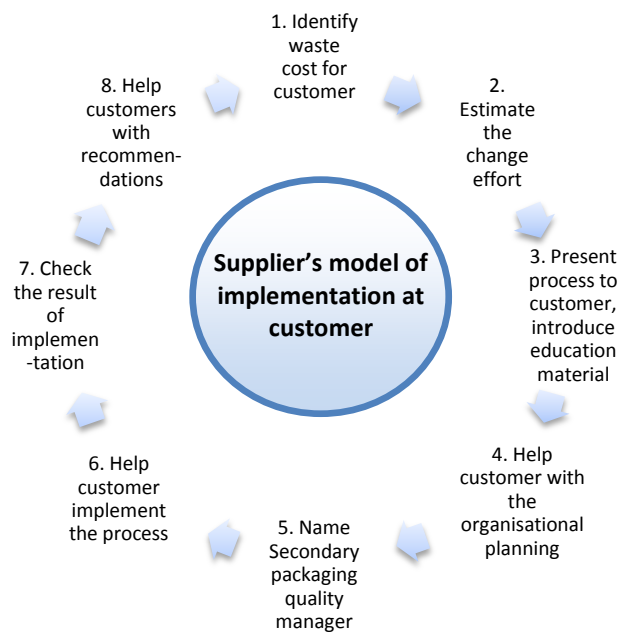 1. Identify
waste
cost for
customer
2.
Estimate
the
change
effort
3. Present
process to
customer,
introduce
education
material
4. Help
customer with
the
organisational
planning
5. Name
Secondary
packaging
quality
manager
6. Help
customer
implement
the process
7. Check
the result
of
implemen
-tation
8. Help
customers
with
recommen-
dations
Supplier’s model of
implementation at
customer